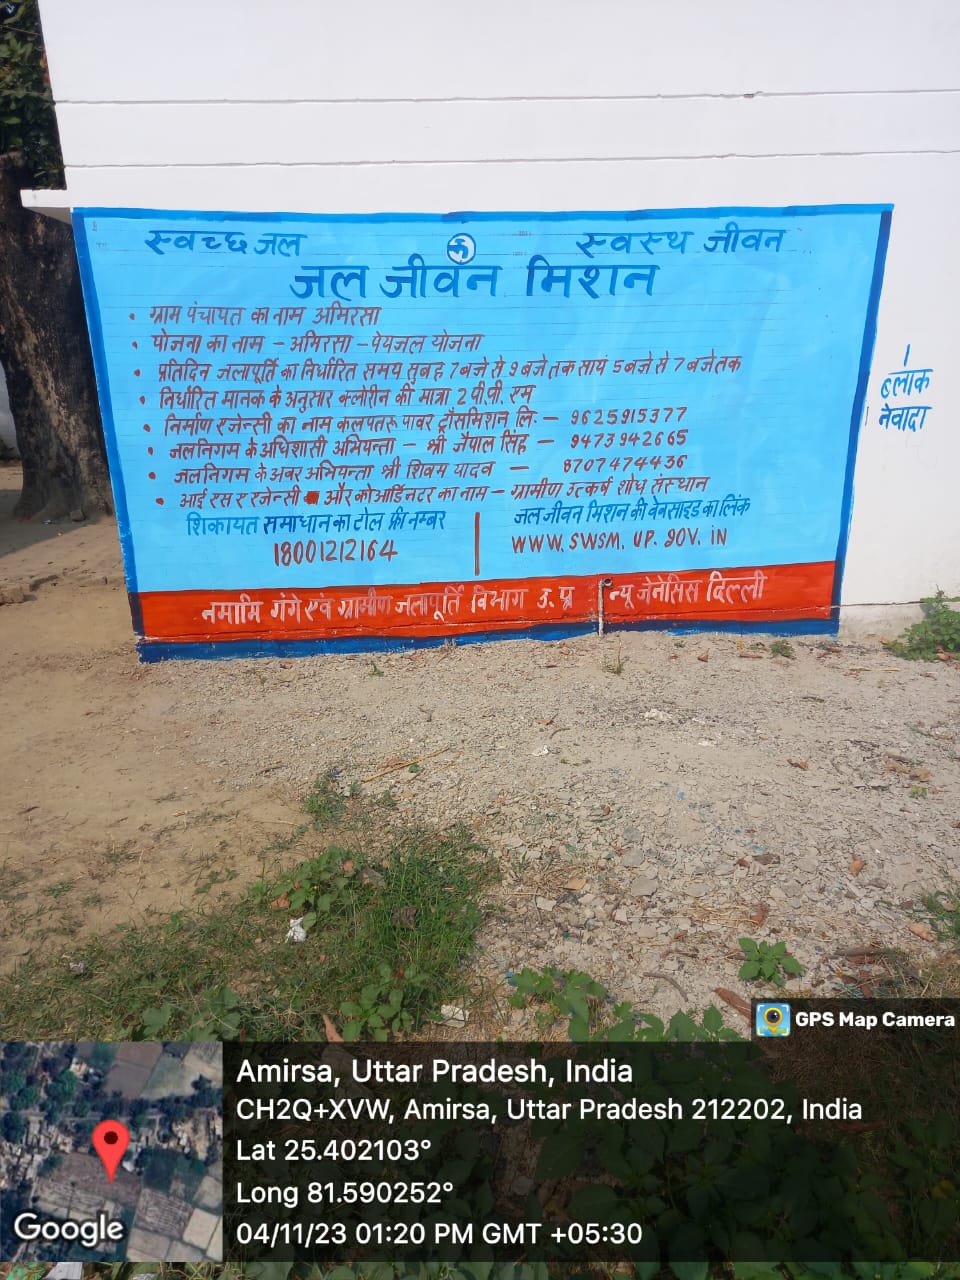 स्वच्छ जल स्वस्थ जीवन
जल जीवन मिशन
• ग्राम पंचायत का नाम अमिरसा
• योजना का नाम – अमिरसा – पेयजल योजना
• प्रतिदिन जलापूर्ति का निर्धारित समय सुबह 7 बजे से 9 बजे तक सायं 5 बजे से 7 बजे तक
• निर्धारित मानक के अनुसार क्लोरीन की मात्रा 2 पी.पी. एम
• निर्माण एजेन्सी का नाम कलपतरू पावर ट्रांसमिशन लि.- – 9625915377
• जलनिगम के अधिशासी अभियन्ता – श्री जैपाल सिंह – 9473942665
• जलनिगम के अवर अभियन्ता श्री शिवम यादव – 8707474436
• आई एस ए एजेन्सी और कोआर्डिनटर का नाम – ग्रामीण उत्कर्ष शोध संस्थान
शिकायत समाधान का टोल फ्री नम्बर
18001212164
जल जीवन मिशन की वेबसाइड का लिंक
WWW. SWSM. UP. gov. iN
नमामि गंगे एवं ग्रामीण जलापूर्ति विभाग उ. प्र न्यू जेनेसिस दिल्ली
ब्लाक
नेवादा
GPS Map Camera
Amirsa, Uttar Pradesh, India
CH2Q+XVW, Amirsa, Uttar Pradesh 212202, India
Lat 25.402103°
Long 81.590252°
04/11/23 01:20 PM GMT +05:30
Google